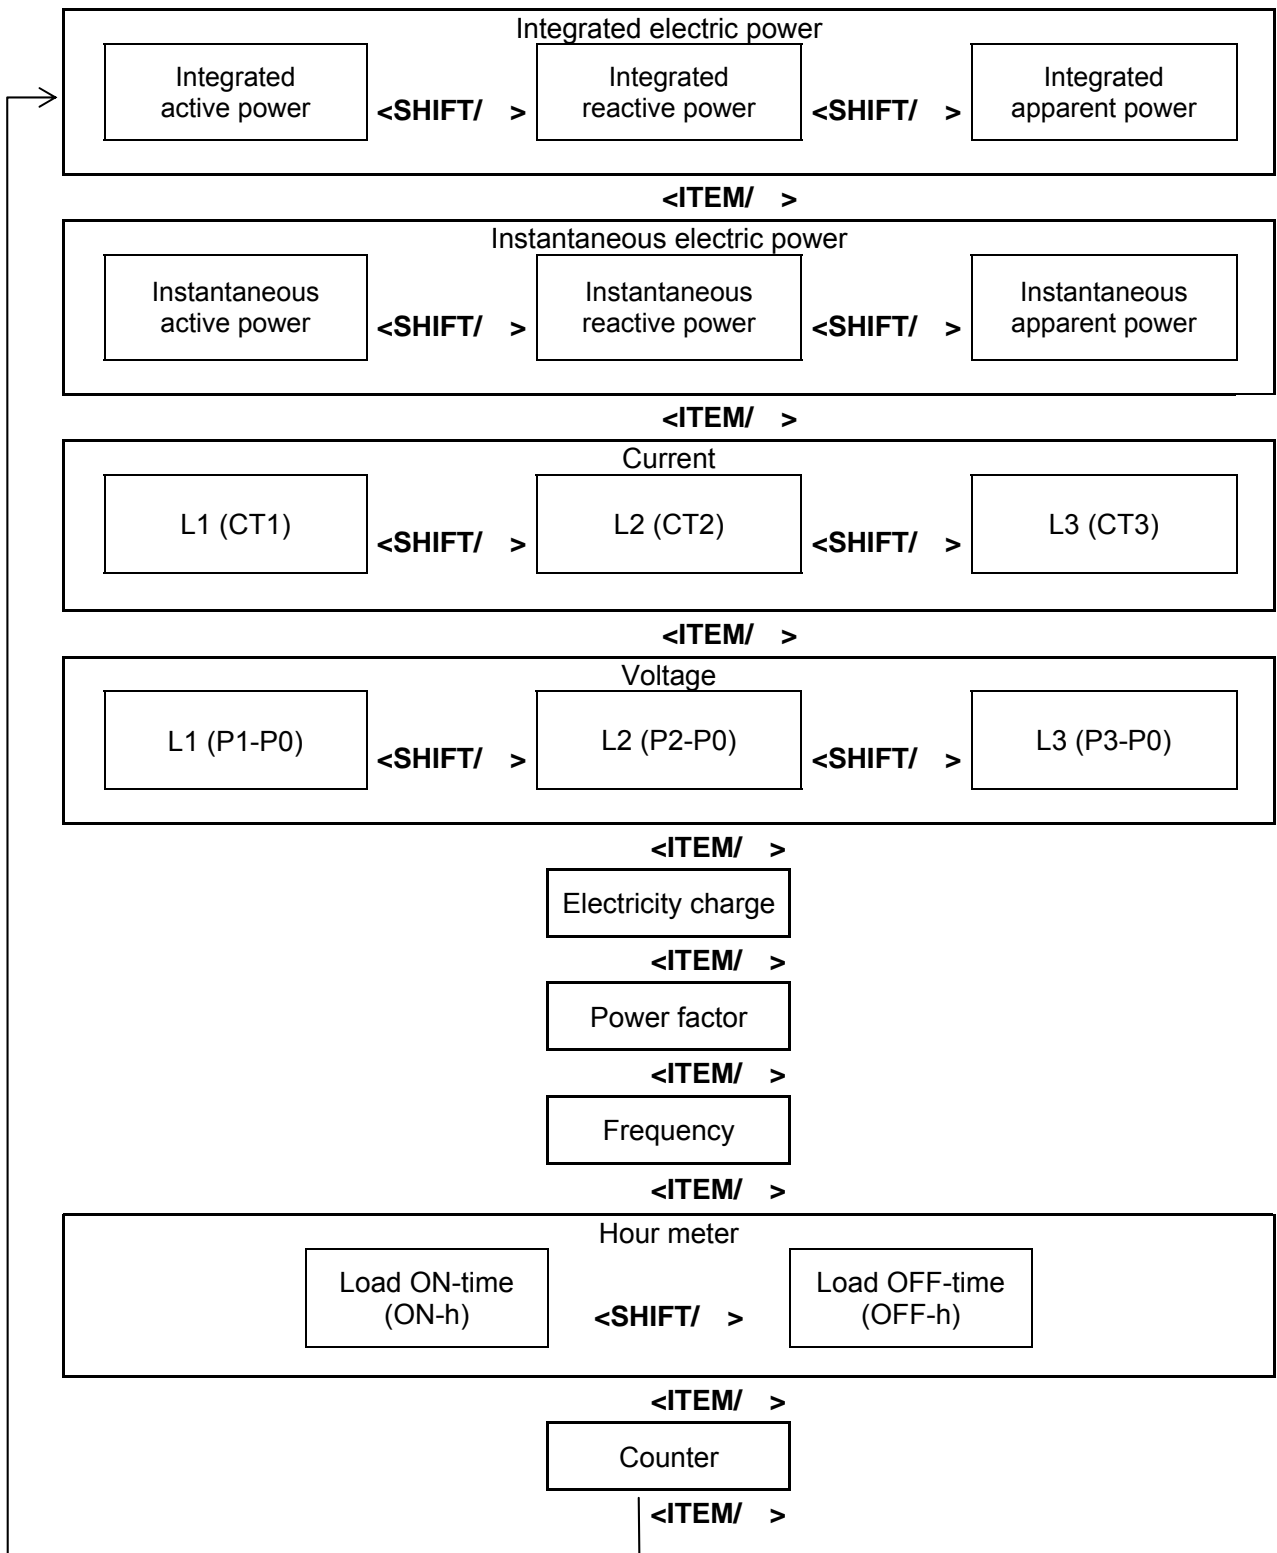 Integrated electric power
Integrated
active power
<SHIFT/   >
Integrated
reactive power
<SHIFT/   >
Integrated
apparent power
<ITEM/   >
Instantaneous electric power
Instantaneous
active power
<SHIFT/   >
Instantaneous
reactive power
<SHIFT/   >
Instantaneous
apparent power
<ITEM/   >
Current
L1 (CT1)
<SHIFT/   >
L2 (CT2)
<SHIFT/   >
L3 (CT3)
<ITEM/   >
Voltage
L1 (P1-P0)
<SHIFT/   >
L2 (P2-P0)
<SHIFT/   >
L3 (P3-P0)
<ITEM/   >
Electricity charge
<ITEM/   >
Power factor
<ITEM/   >
Frequency
<ITEM/   >
Hour meter
Load ON-time
(ON-h)
<SHIFT/   >
Load OFF-time
(OFF-h)
<ITEM/   >
Counter
<ITEM/   >